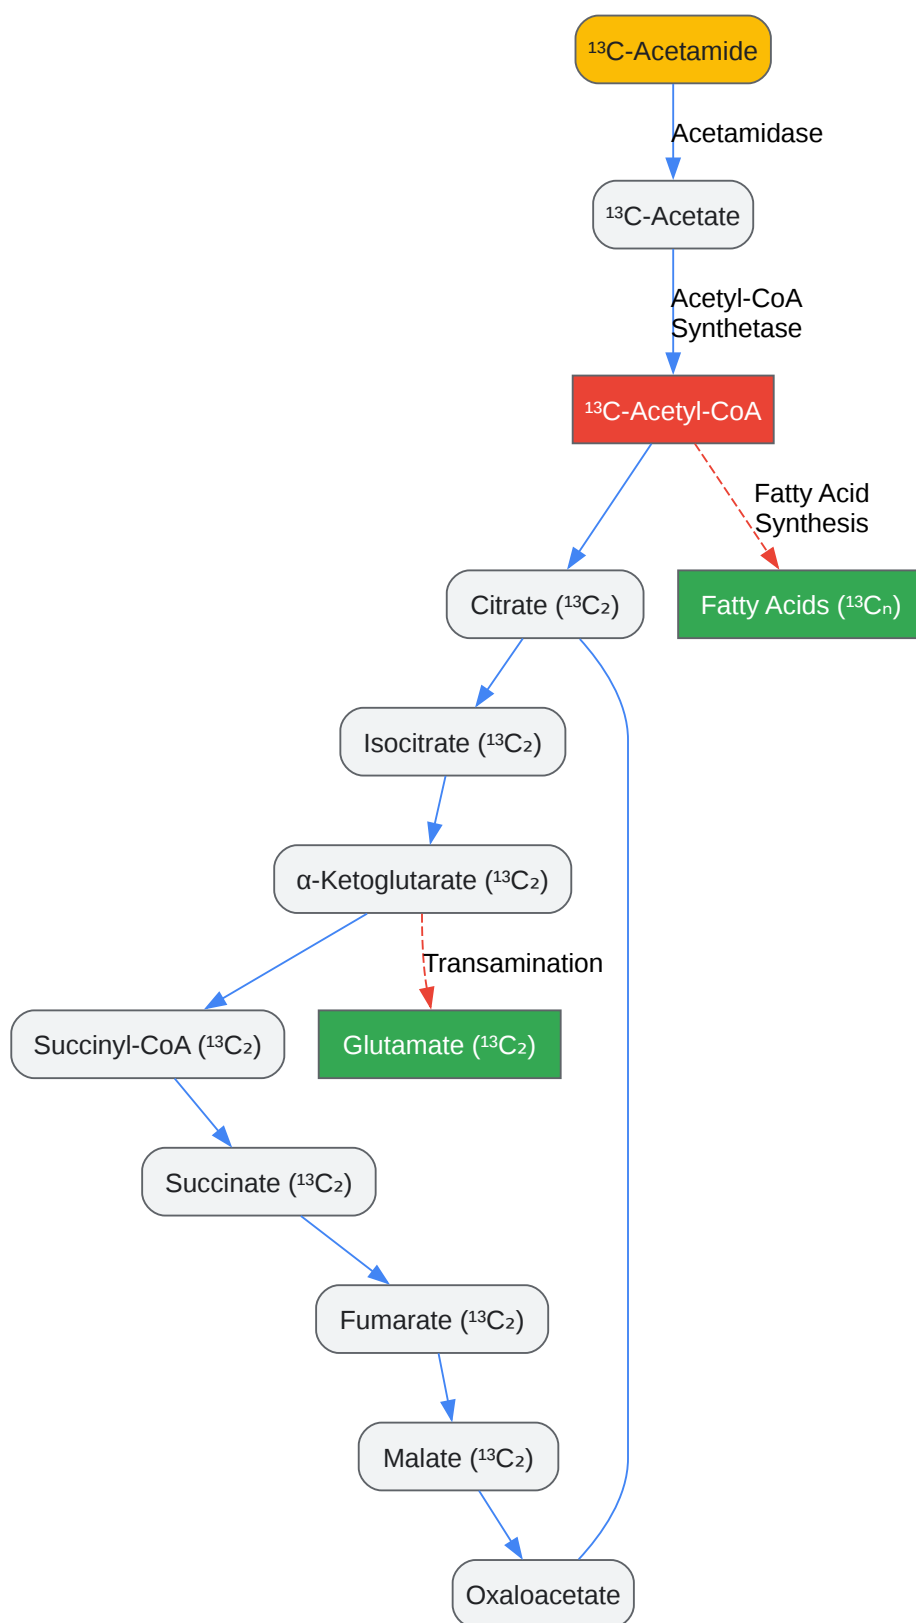 ¹³C-Acetamide
Acetamidase
¹³C-Acetate
Acetyl-CoA
Synthetase
¹³C-Acetyl-CoA
Fatty Acid
Synthesis
Citrate (¹³C₂)
Fatty Acids (¹³Cₙ)
Isocitrate (¹³C₂)
α-Ketoglutarate (¹³C₂)
Transamination
Succinyl-CoA (¹³C₂)
Glutamate (¹³C₂)
Succinate (¹³C₂)
Fumarate (¹³C₂)
Malate (¹³C₂)
Oxaloacetate